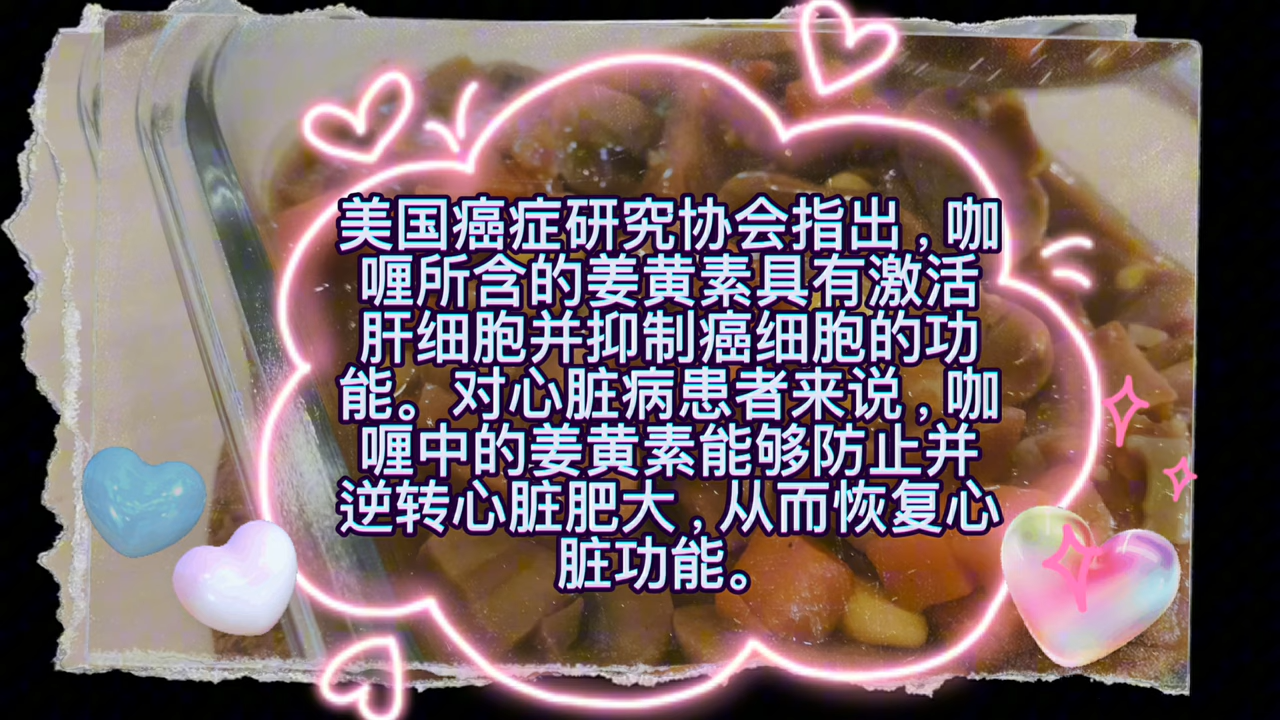 美国癌症研究协会指出,咖
喱所含的姜黄素具有激活
肝细胞并抑制癌细胞的功
能。对心脏病患者来说,咖
喱中的姜黄素能够防止并
逆转心脏肥大,从而恢复心
脏功能。